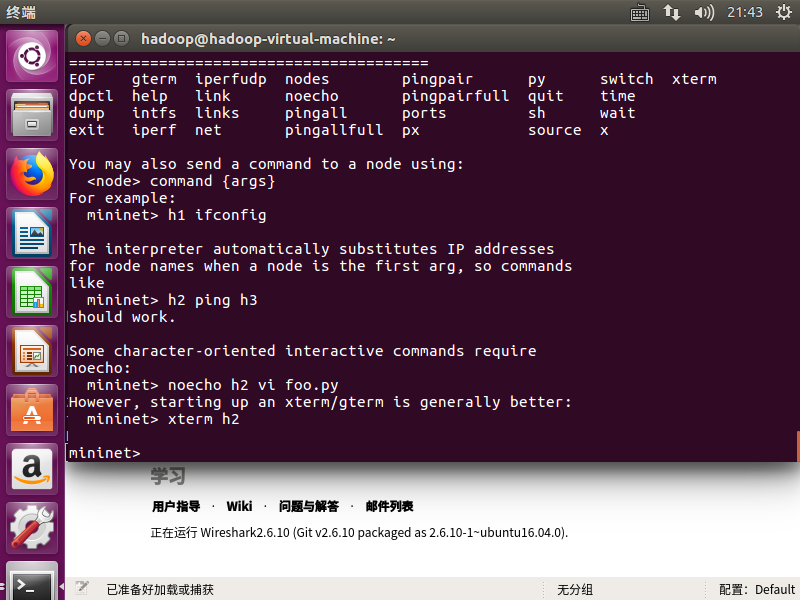 终端
21:43
hadoop@hadoop-virtual-machine: ~
========================================
EOF gterm iperfudp nodes pingpair py switch xterm
dpctl help link noecho pingpairfull quit time
dump intfs links pingall ports sh wait
exit iperf net pingallfull px source x
You may also send a command to a node using:
<node> command {args}
For example:
mininet> h1 ifconfig
The interpreter automatically substitutes IP addresses
for node names when a node is the first arg, so commands
like
mininet> h2 ping h3
should work.
Some character-oriented interactive commands require
noecho:
mininet> noecho h2 vi foo.py
However, starting up an xterm/gterm is generally better:
mininet> xterm h2
mininet>
学习
用户指导 · Wiki · 问题与解答 · 邮件列表
正在运行 Wireshark2.6.10 (Git v2.6.10 packaged as 2.6.10-1~ubuntu16.04.0).
已准备好加载或捕获 无分组 配置： Default